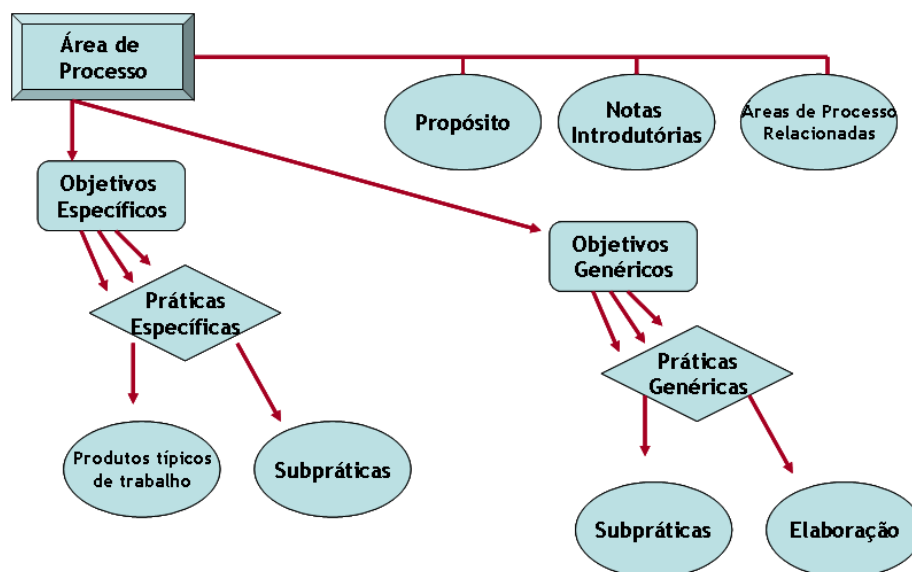 Área de
Processo
Propósito
Notas
Introdutórias
Áreas de Processo
Relacionadas
Objetivos
Específicos
Objetivos
Genéricos
Práticas
Específicas
Práticas
Genéricas
Produtos típicos
de trabalho
Subpráticas
Subpráticas
Elaboração